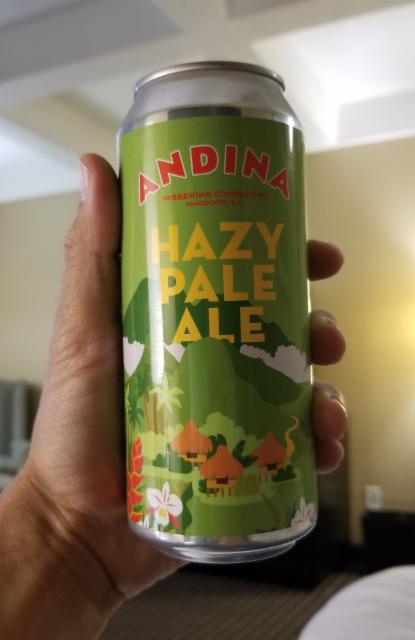 ANDINA
BREWING COMPANY
VANCOUVER, B.C.
HAZY
PALE
ALE